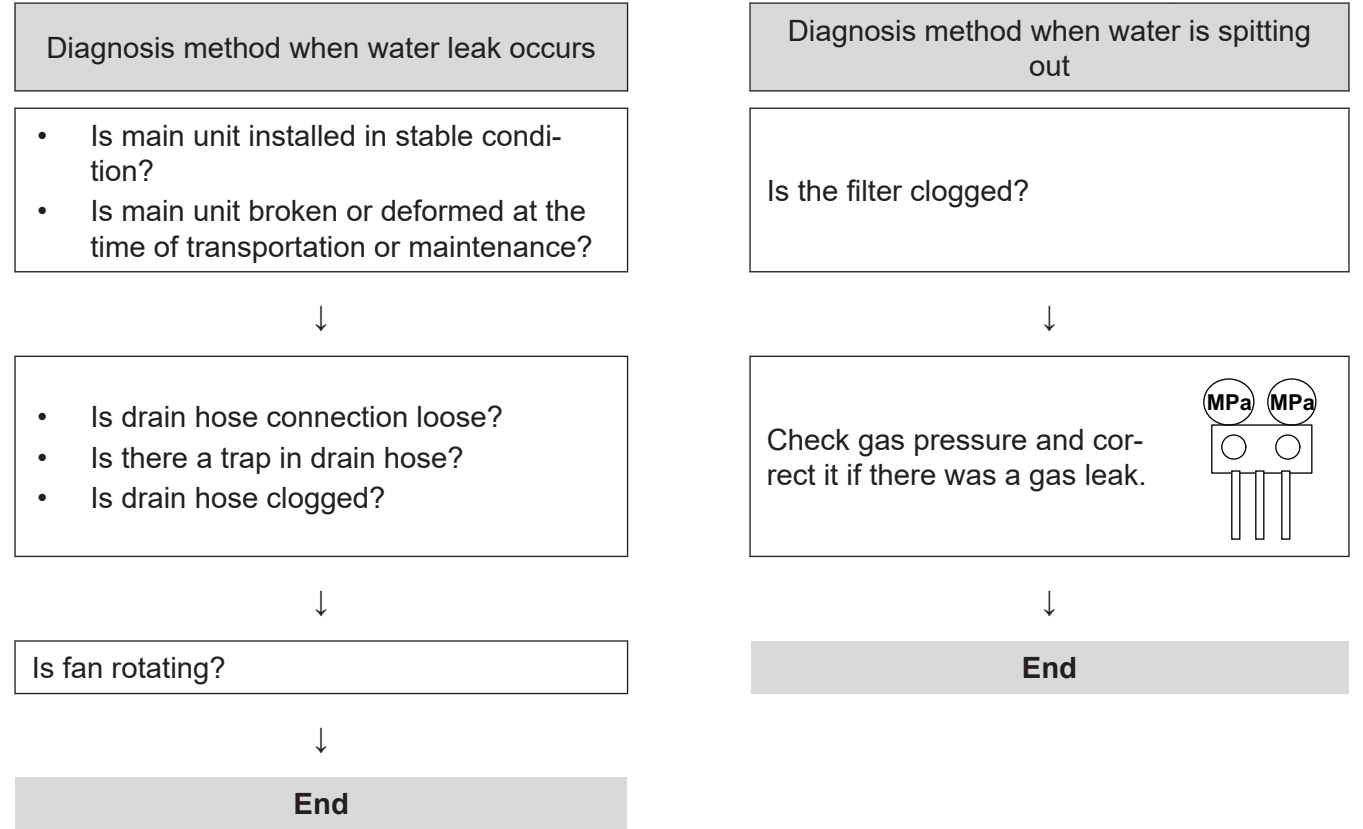 Diagnosis method when water leak occurs
• Is main unit installed in stable condi-
tion?
• Is main unit broken or deformed at the
time of transportation or maintenance?
↓
• Is drain hose connection loose?
• Is there a trap in drain hose?
• Is drain hose clogged?
↓
Is fan rotating?
↓
End
Diagnosis method when water is spitting
out
Is the filter clogged?
↓
Check gas pressure and cor-
rect it if there was a gas leak.
MPa MPa
↓
End